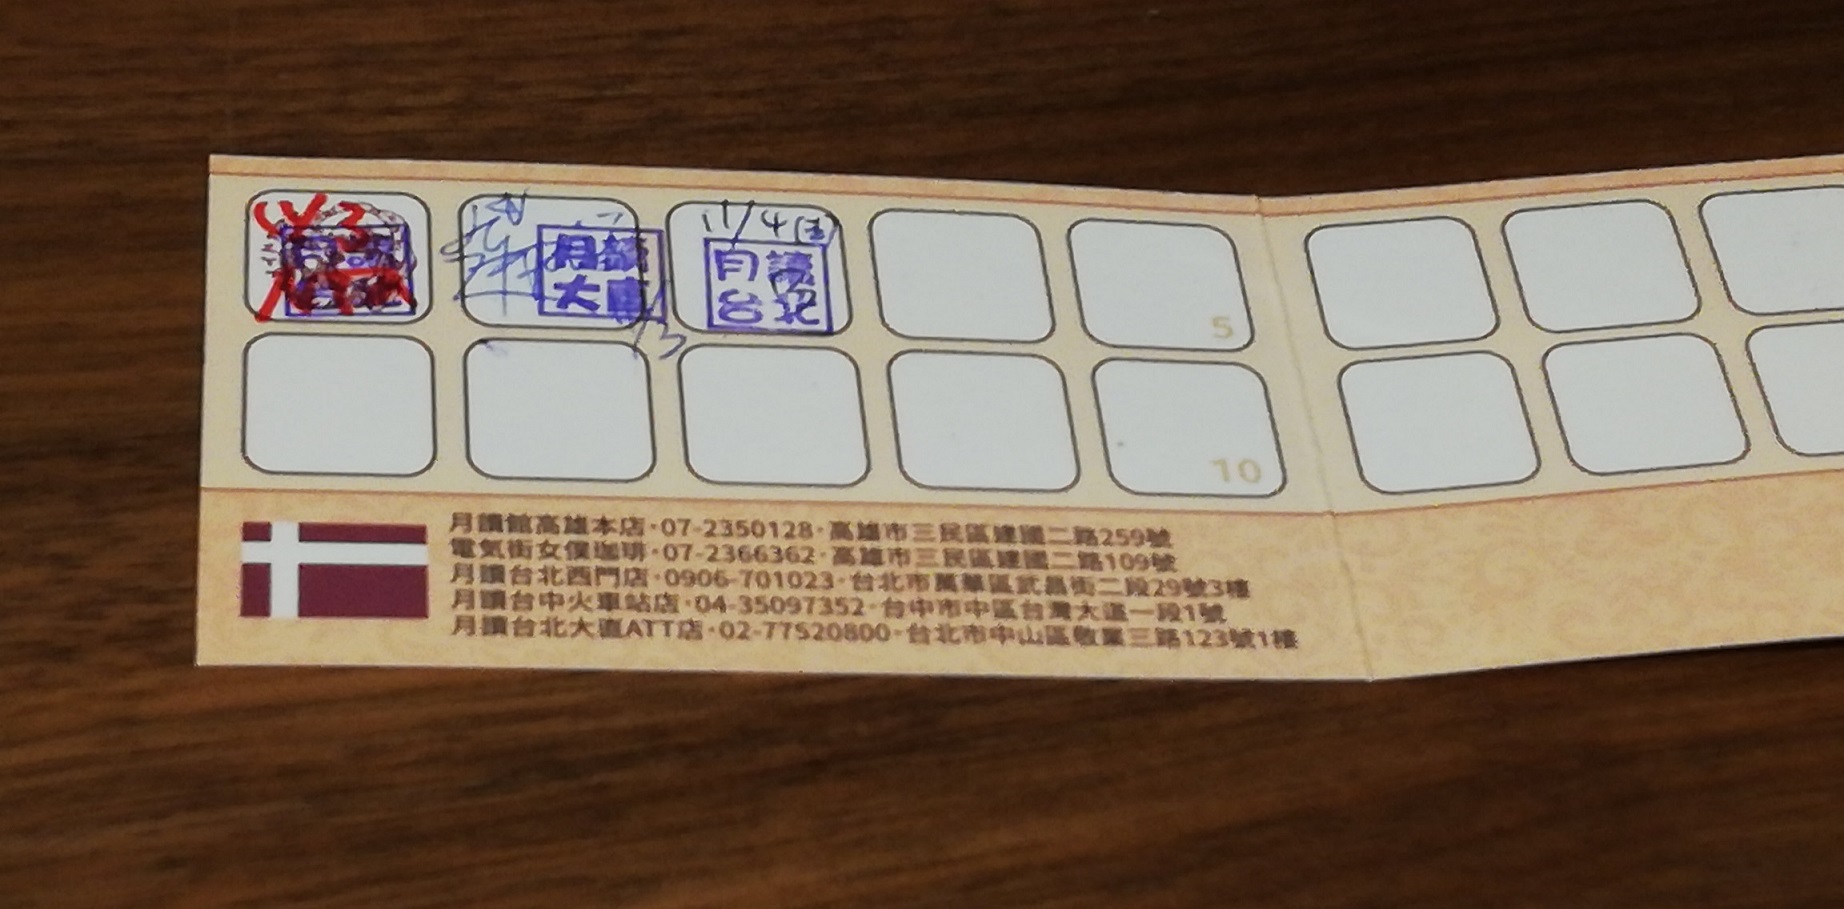 11/4
月讀
大直
月讀
台北
5
10
月讀館高雄本店·07-2350128·高雄市三民區建國二路259號
電氣街女僕珈琲·07-2366362·高雄市三民區建國二路109號
月讀台北西門店·0906-701023·台北市萬華區武昌街二段29號3樓
月讀台中火車站店·04-35097352·台中市中區台灣大道一段1號
月讀台北大直ATT店·02-77520800·台北市中山區敬業三路123號1樓